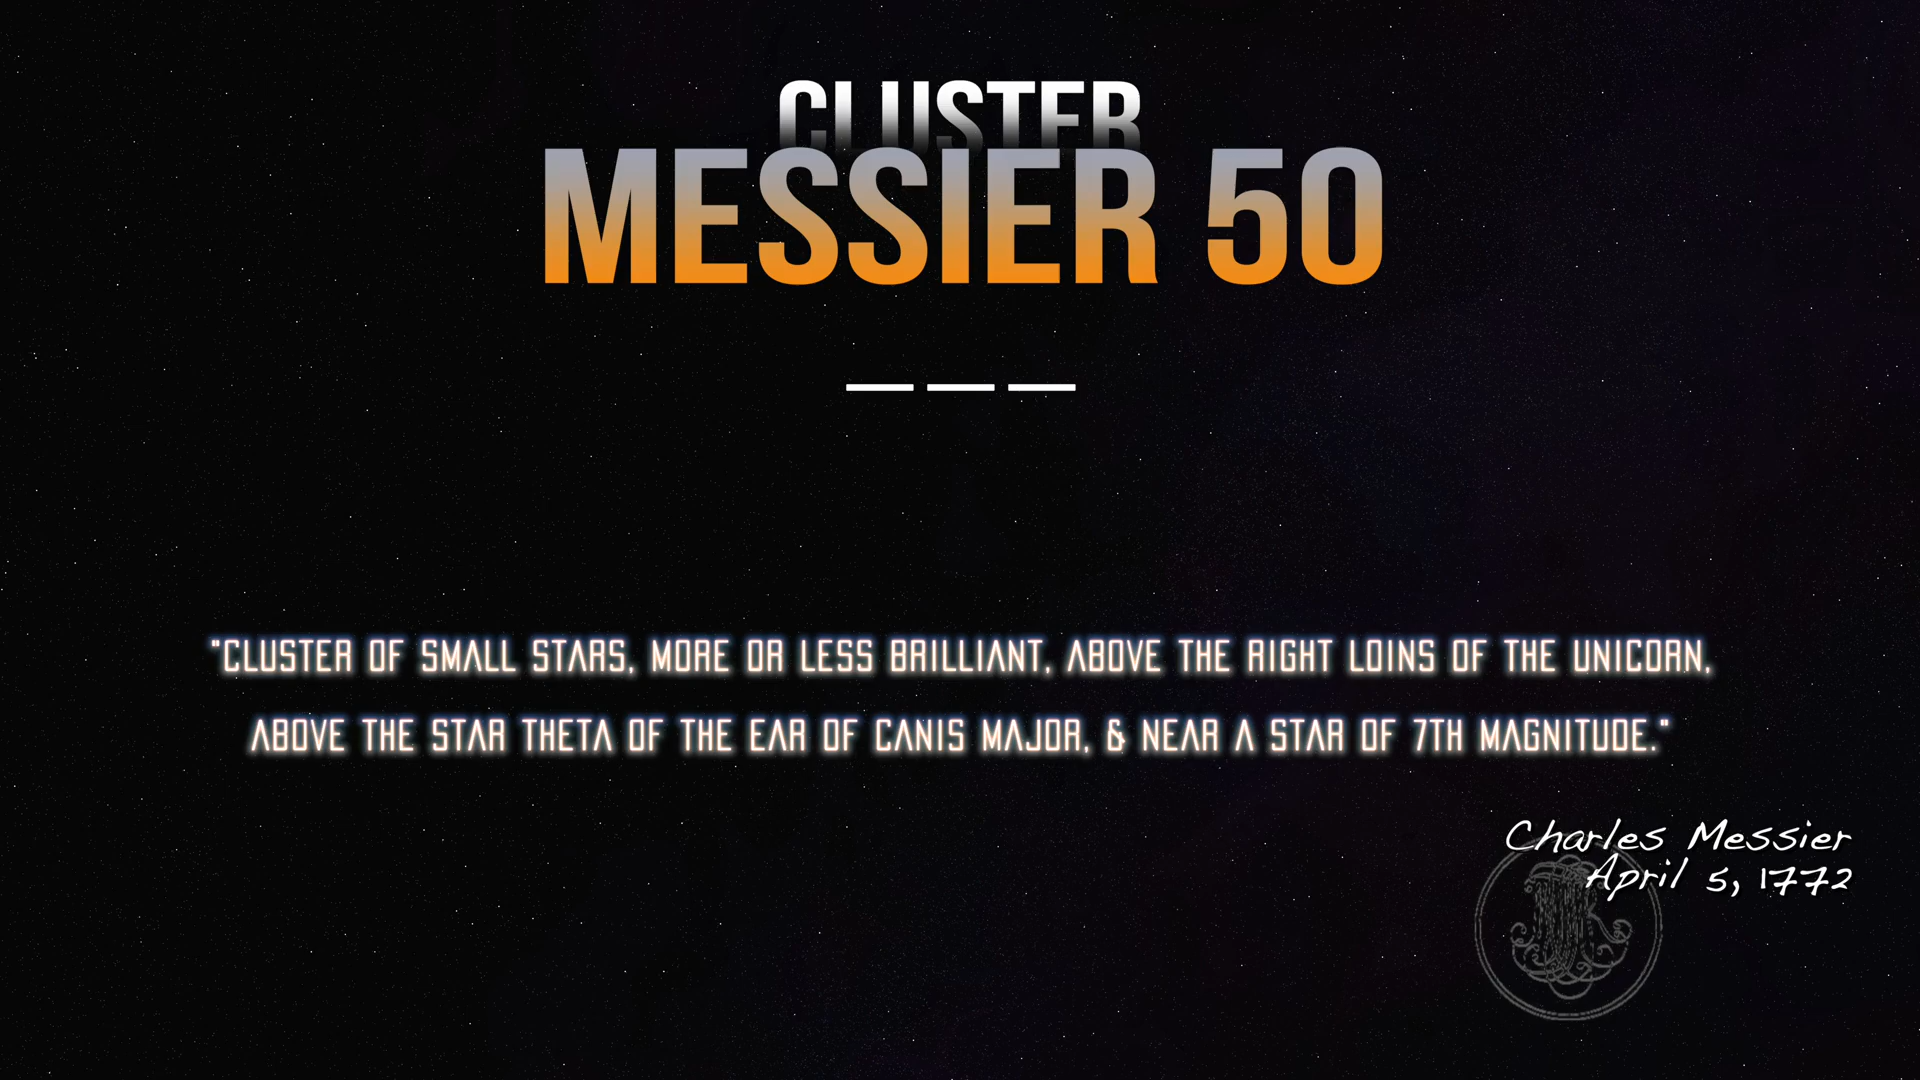 CLUSTER
MESSIER 50
"CLUSTER OF SMALL STARS, MORE OR LESS BRILLIANT, ABOVE THE RIGHT LOINS OF THE UNICORN,
ABOVE THE STAR THETA OF THE EAR OF CANIS MAJOR, & NEAR A STAR OF 7TH MAGNITUDE."
Charles Messier
April 5, 1772